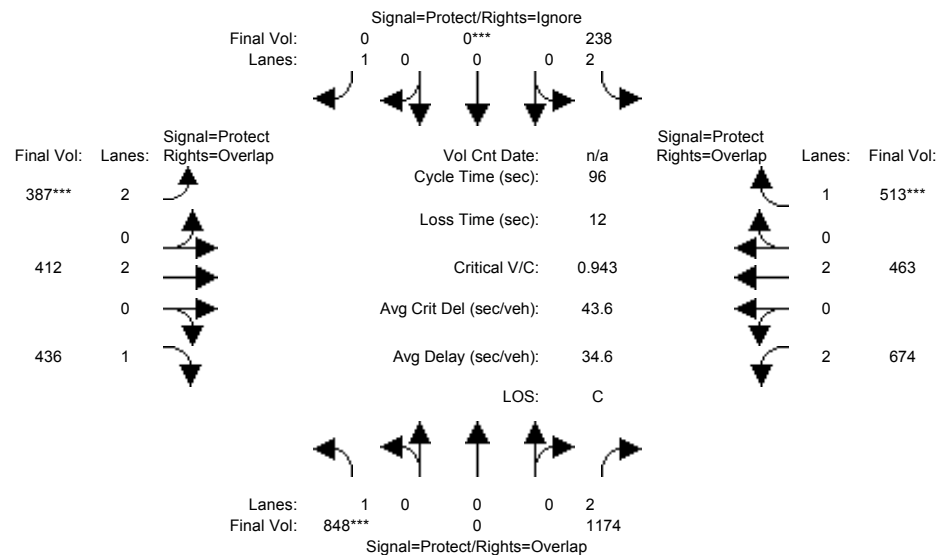 Signal=Protect/Rights=Ignore
Final Vol: 0 0*** 238
Lanes: 1 0 0 0 2
Signal=Protect
Final Vol: Lanes: Rights=Overlap
Vol Cnt Date: n/a
Signal=Protect
Rights=Overlap Lanes: Final Vol:
Cycle Time (sec): 96
387*** 2
1 513***
Loss Time (sec): 12
0
0
412 2
Critical V/C: 0.943
2 463
0
Avg Crit Del (sec/veh): 43.6
0
436 1
Avg Delay (sec/veh): 34.6
2 674
LOS: C
Lanes: 1 0 0 0 2
Final Vol: 848*** 0 1174
Signal=Protect/Rights=Overlap